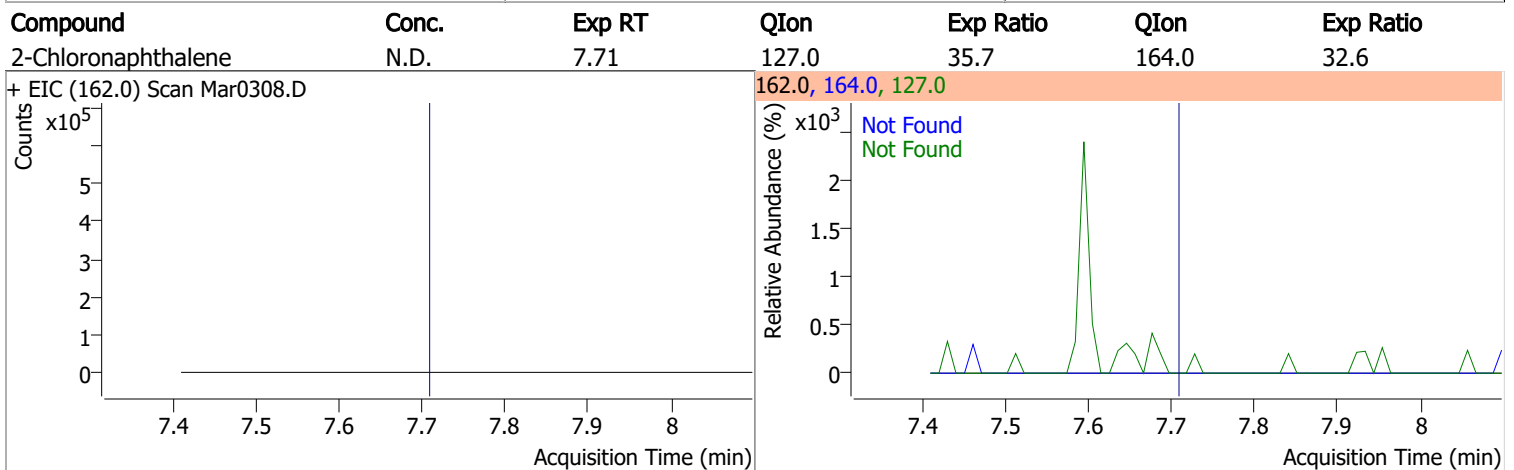 Compound Conc. Exp RT QIon Exp Ratio QIon Exp Ratio
2-Chloronaphthalene N.D. 7.71 127.0 35.7 164.0 32.6
+ EIC (162.0) Scan Mar0308.D
Counts
x10⁵
5
4
3
2
1
0
7.4 7.5 7.6 7.7 7.8 7.9 8
Acquisition Time (min)
162.0, 164.0, 127.0
Relative Abundance (%)
x10³
Not Found
Not Found
2
1.5
1
0.5
0
7.4 7.5 7.6 7.7 7.8 7.9 8
Acquisition Time (min)